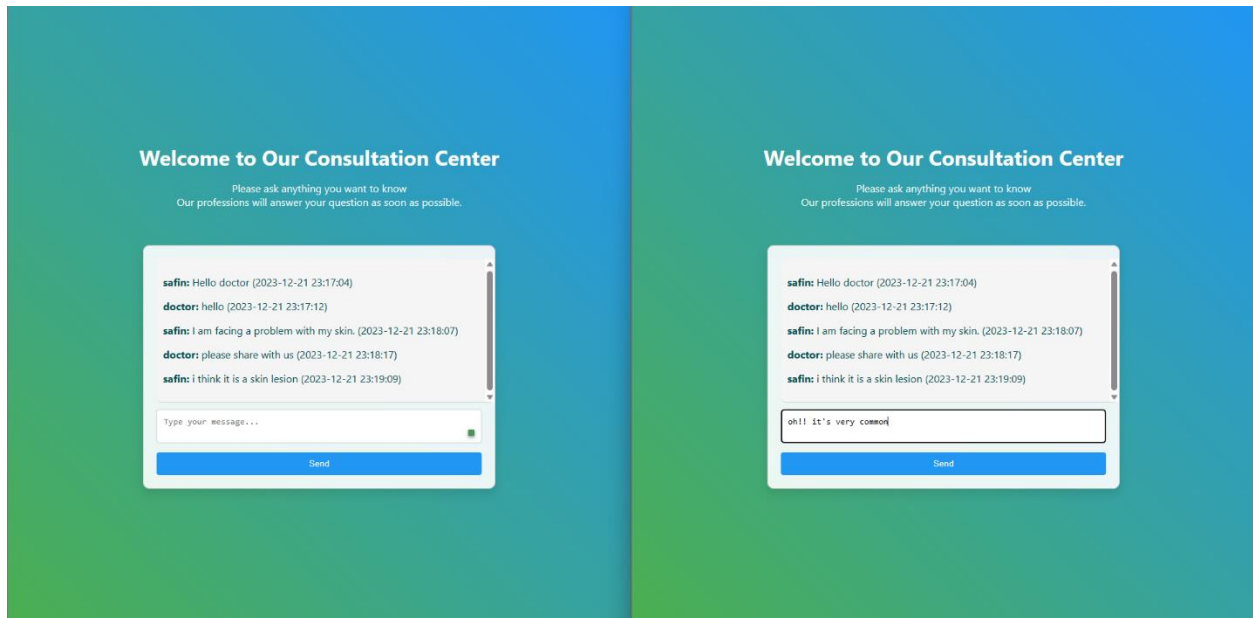 Welcome to Our Consultation Center
Please ask anything you want to know
Our professions will answer your question as soon as possible.
safin: Hello doctor (2023-12-21 23:17:04)
doctor: hello (2023-12-21 23:17:12)
safin: I am facing a problem with my skin. (2023-12-21 23:18:07)
doctor: please share with us (2023-12-21 23:18:17)
safin: i think it is a skin lesion (2023-12-21 23:19:09)
Type your message...
Send
Welcome to Our Consultation Center
Please ask anything you want to know
Our professions will answer your question as soon as possible.
safin: Hello doctor (2023-12-21 23:17:04)
doctor: hello (2023-12-21 23:17:12)
safin: I am facing a problem with my skin. (2023-12-21 23:18:07)
doctor: please share with us (2023-12-21 23:18:17)
safin: i think it is a skin lesion (2023-12-21 23:19:09)
oh!! it's very common
Send